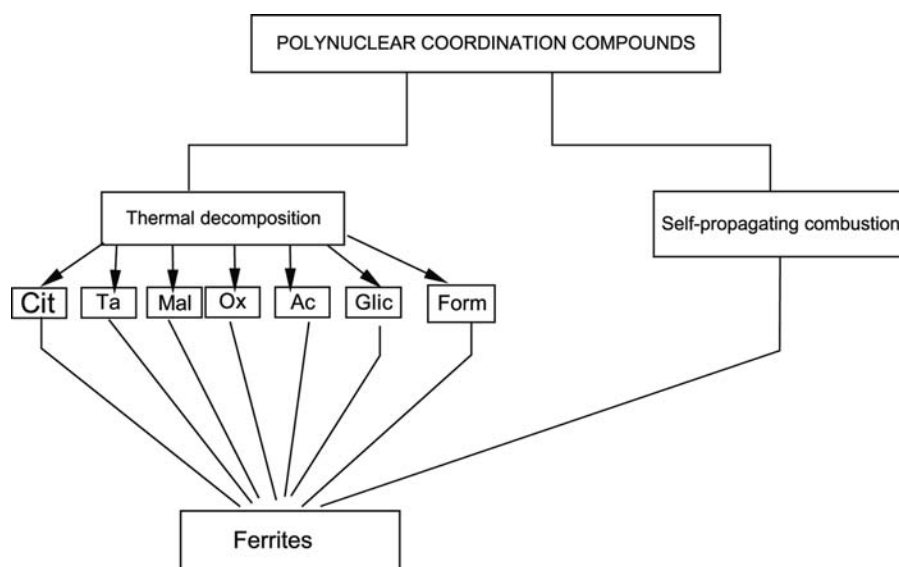 POLYNUCLEAR COORDINATION COMPOUNDS
Thermal decomposition
Self-propagating combustion
Cit
Ta
Mal
Ox
Ac
Glic
Form
Ferrites